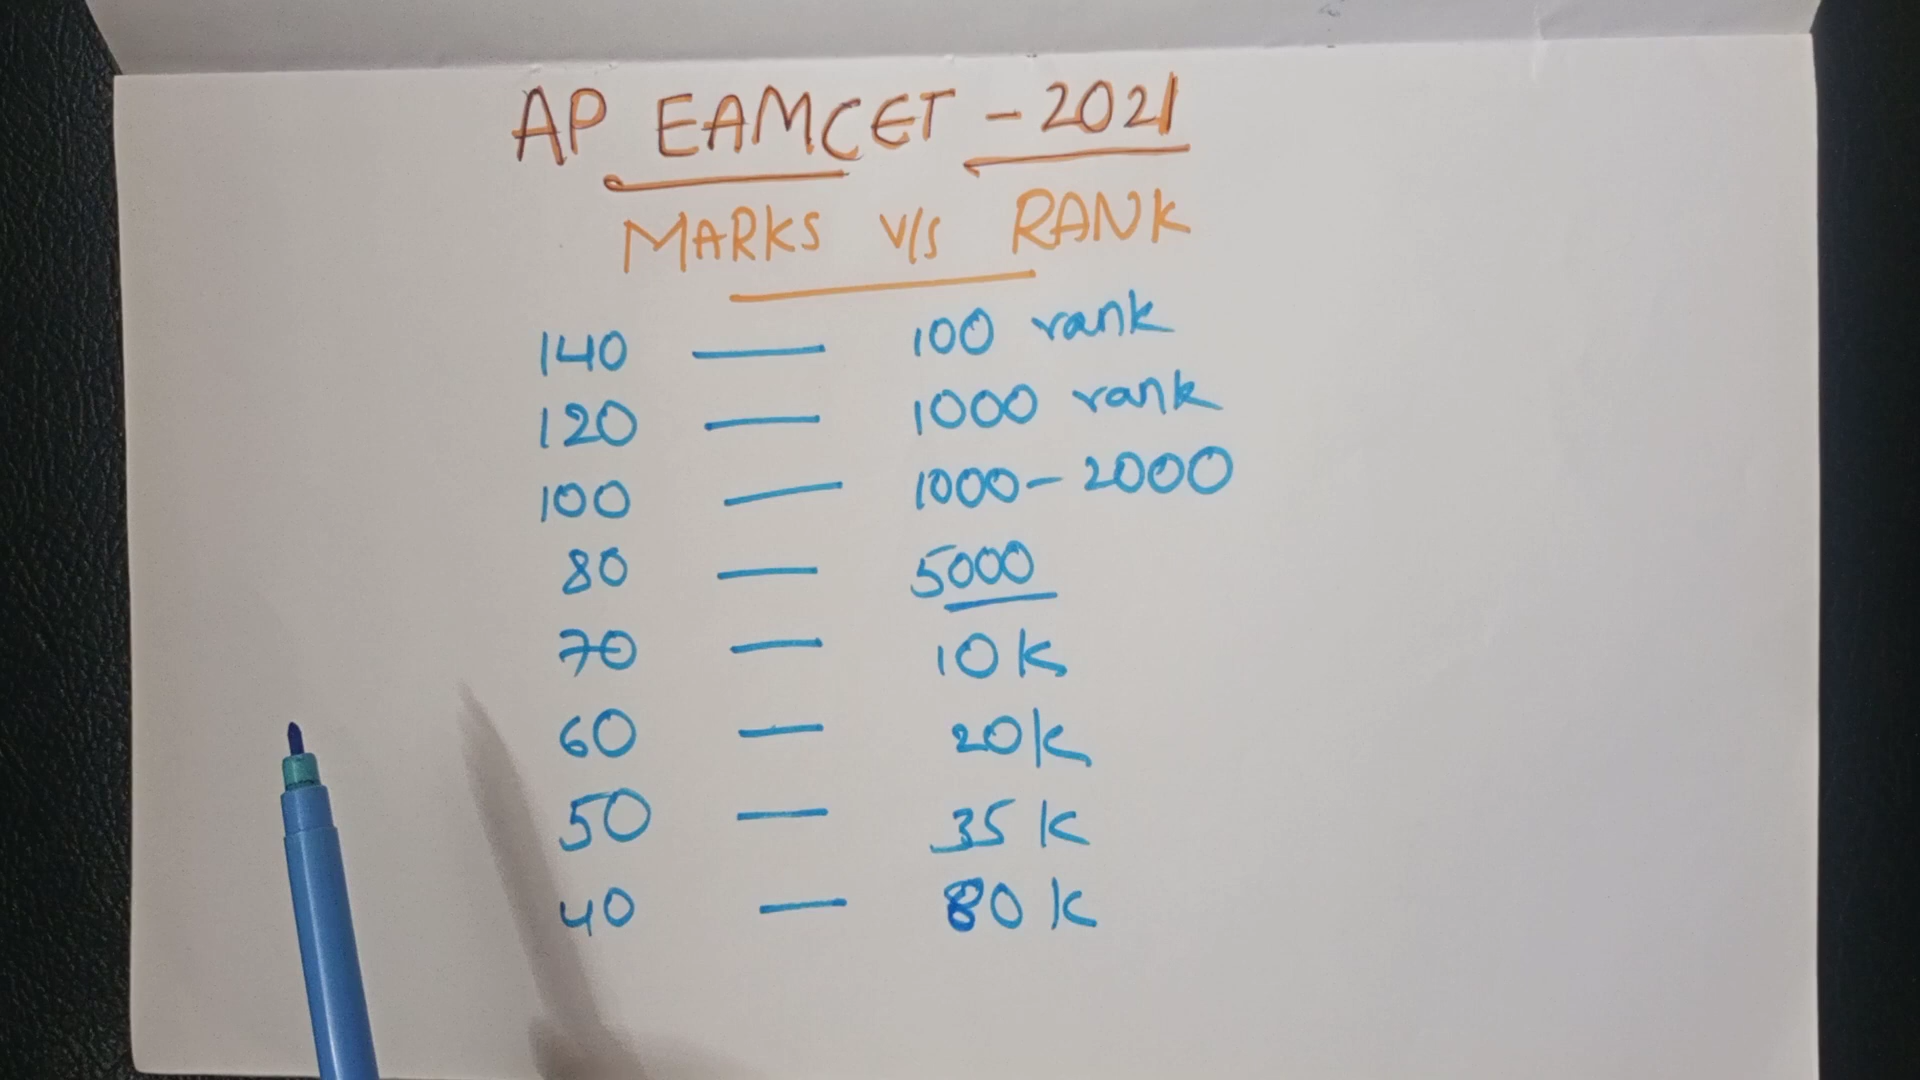 AP EAMCET - 2021
MARKS V/S RANK
140 — 100 rank
120 — 1000 rank
100 — 1000 - 2000
80 — 5000
70 — 10K
60 — 20K
50 — 35K
40 — 80K